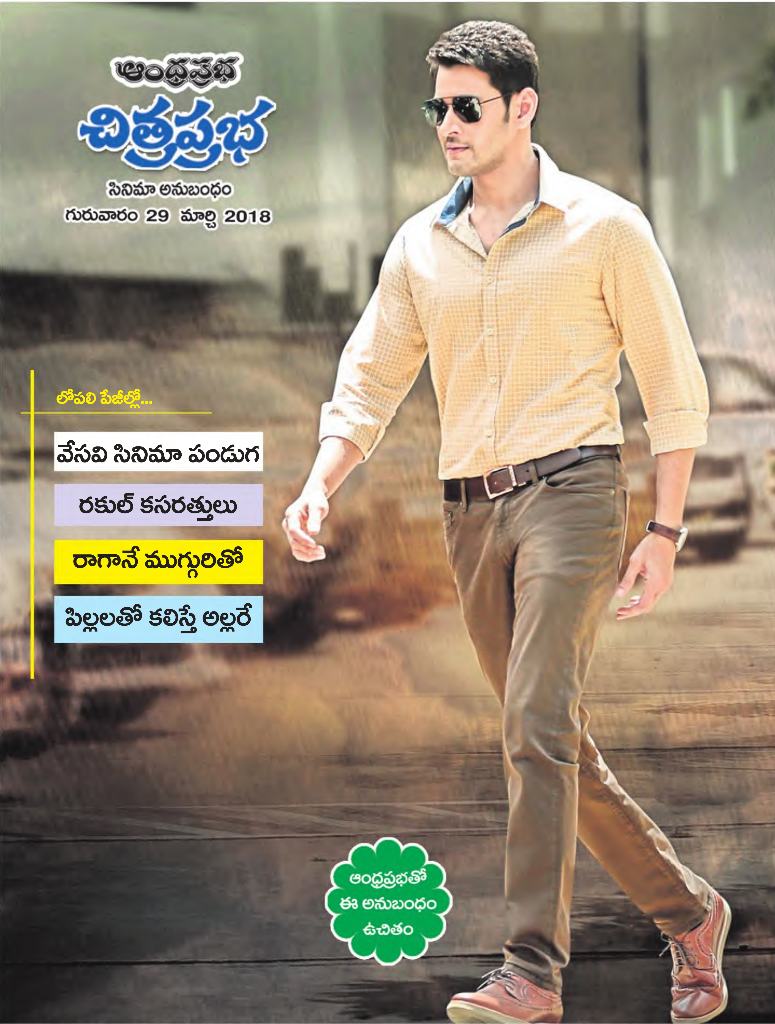 ఆంధ్రప్రభ
చిత్రప్రభ
సినిమా అనుబంధం
గురువారం 29 మార్చి 2018
లోపలి పేజీల్లో...
వేసవి సినిమా పండుగ
రకుల్ కసరత్తులు
రాగానే ముగ్గురితో
పిల్లలతో కలిస్తే అల్లరే
ఆంధ్రప్రభతో
ఈ అనుబంధం
ఉచితం